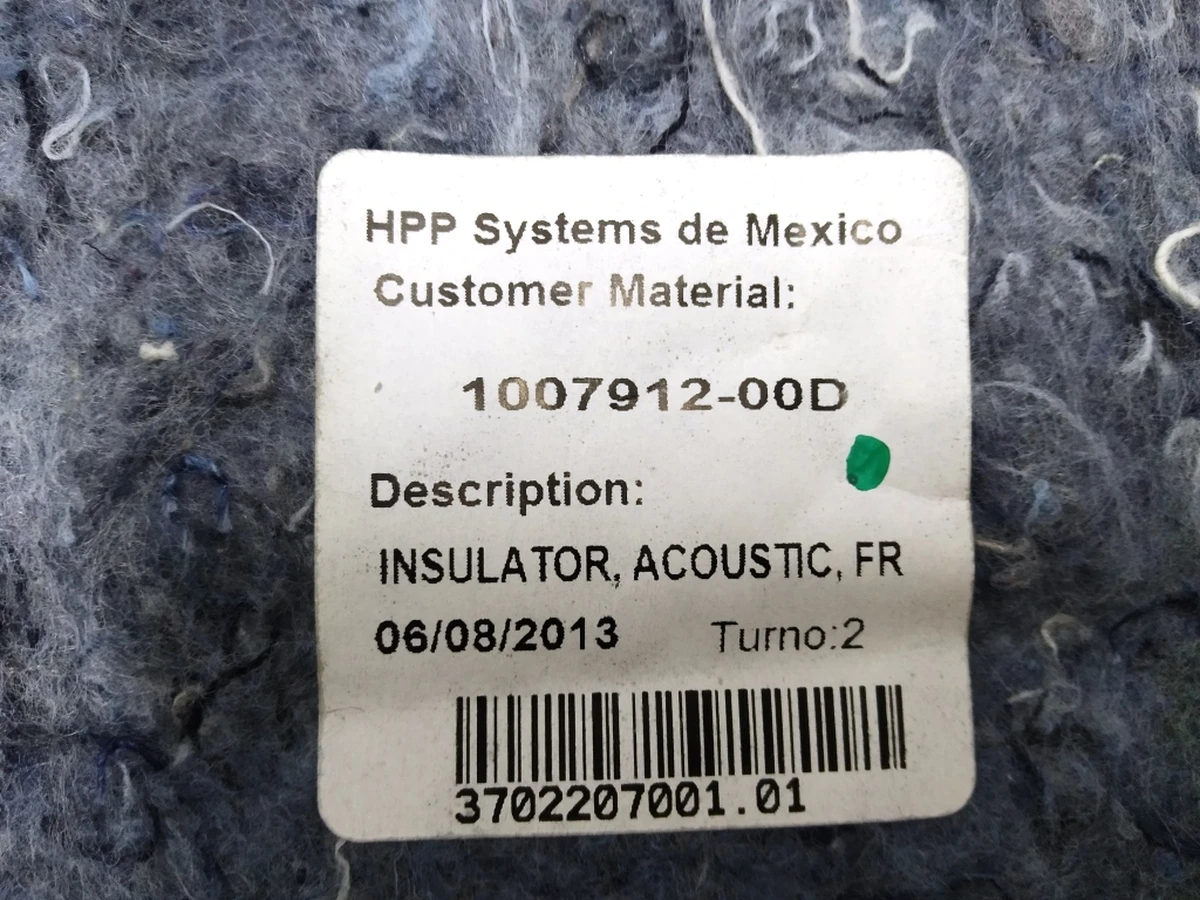 HPP Systems de Mexico
Customer Material:
1007912-00D
Description:
INSULATOR, ACOUSTIC, FR
06/08/2013 Turno:2
3702207001.01